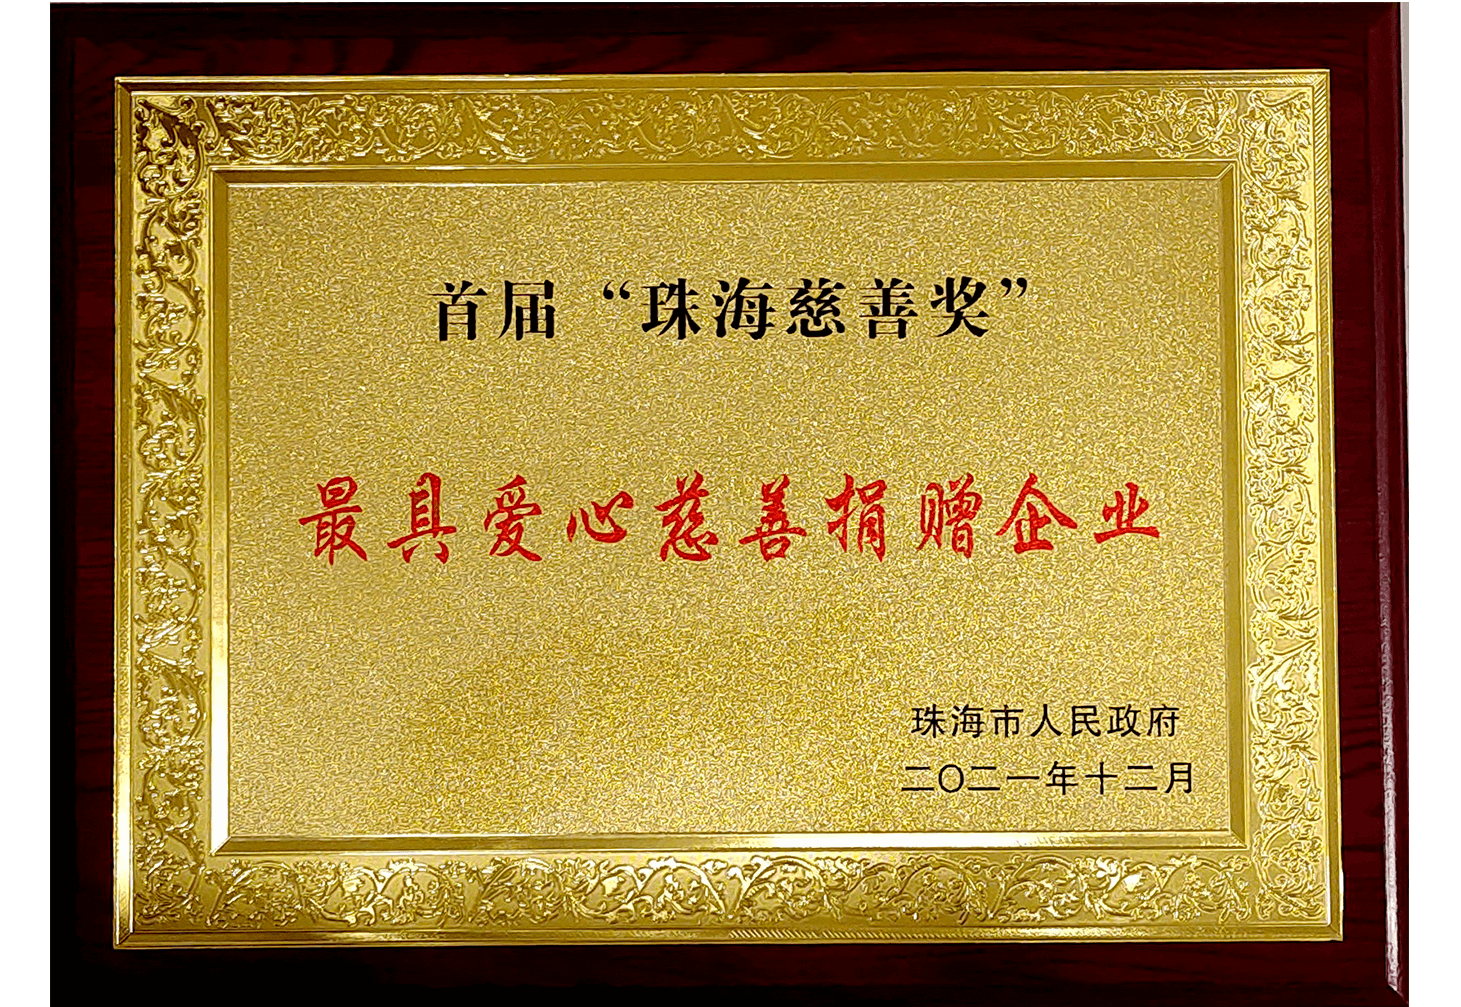 首届“珠海慈善奖”
最具爱心慈善捐赠企业
珠海市人民政府
二〇二一年十二月